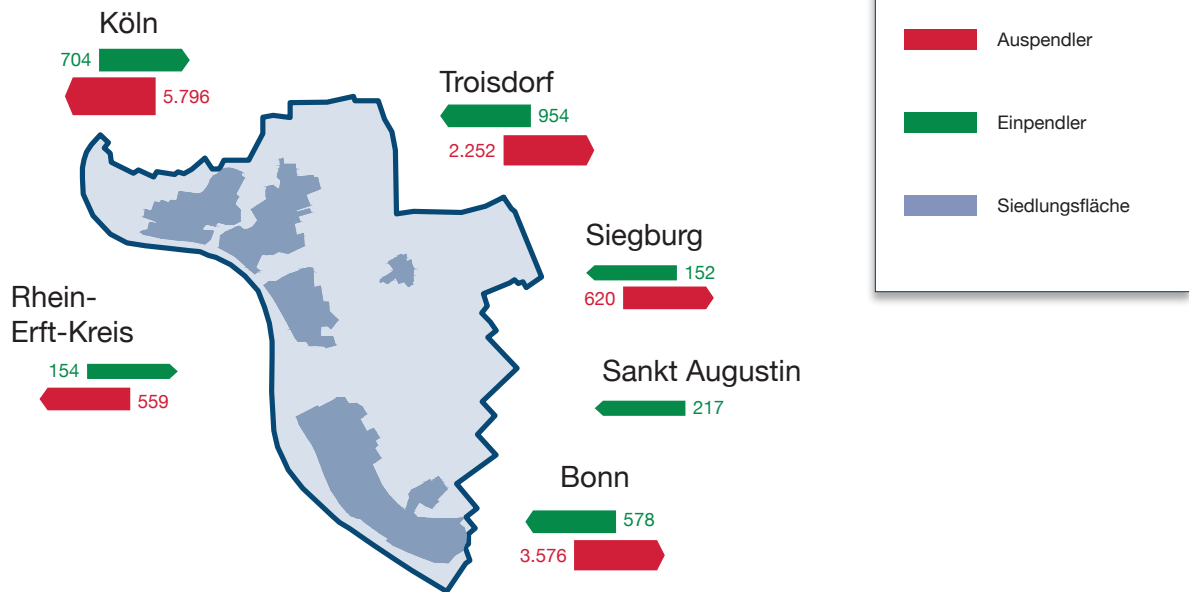 Köln
704
5.796
Troisdorf
954
2.252
Siegburg
152
620
Rhein-
Erft-Kreis
154
559
Sankt Augustin
217
Bonn
578
3.576
Auspendler
Einpendler
Siedlungsfläche